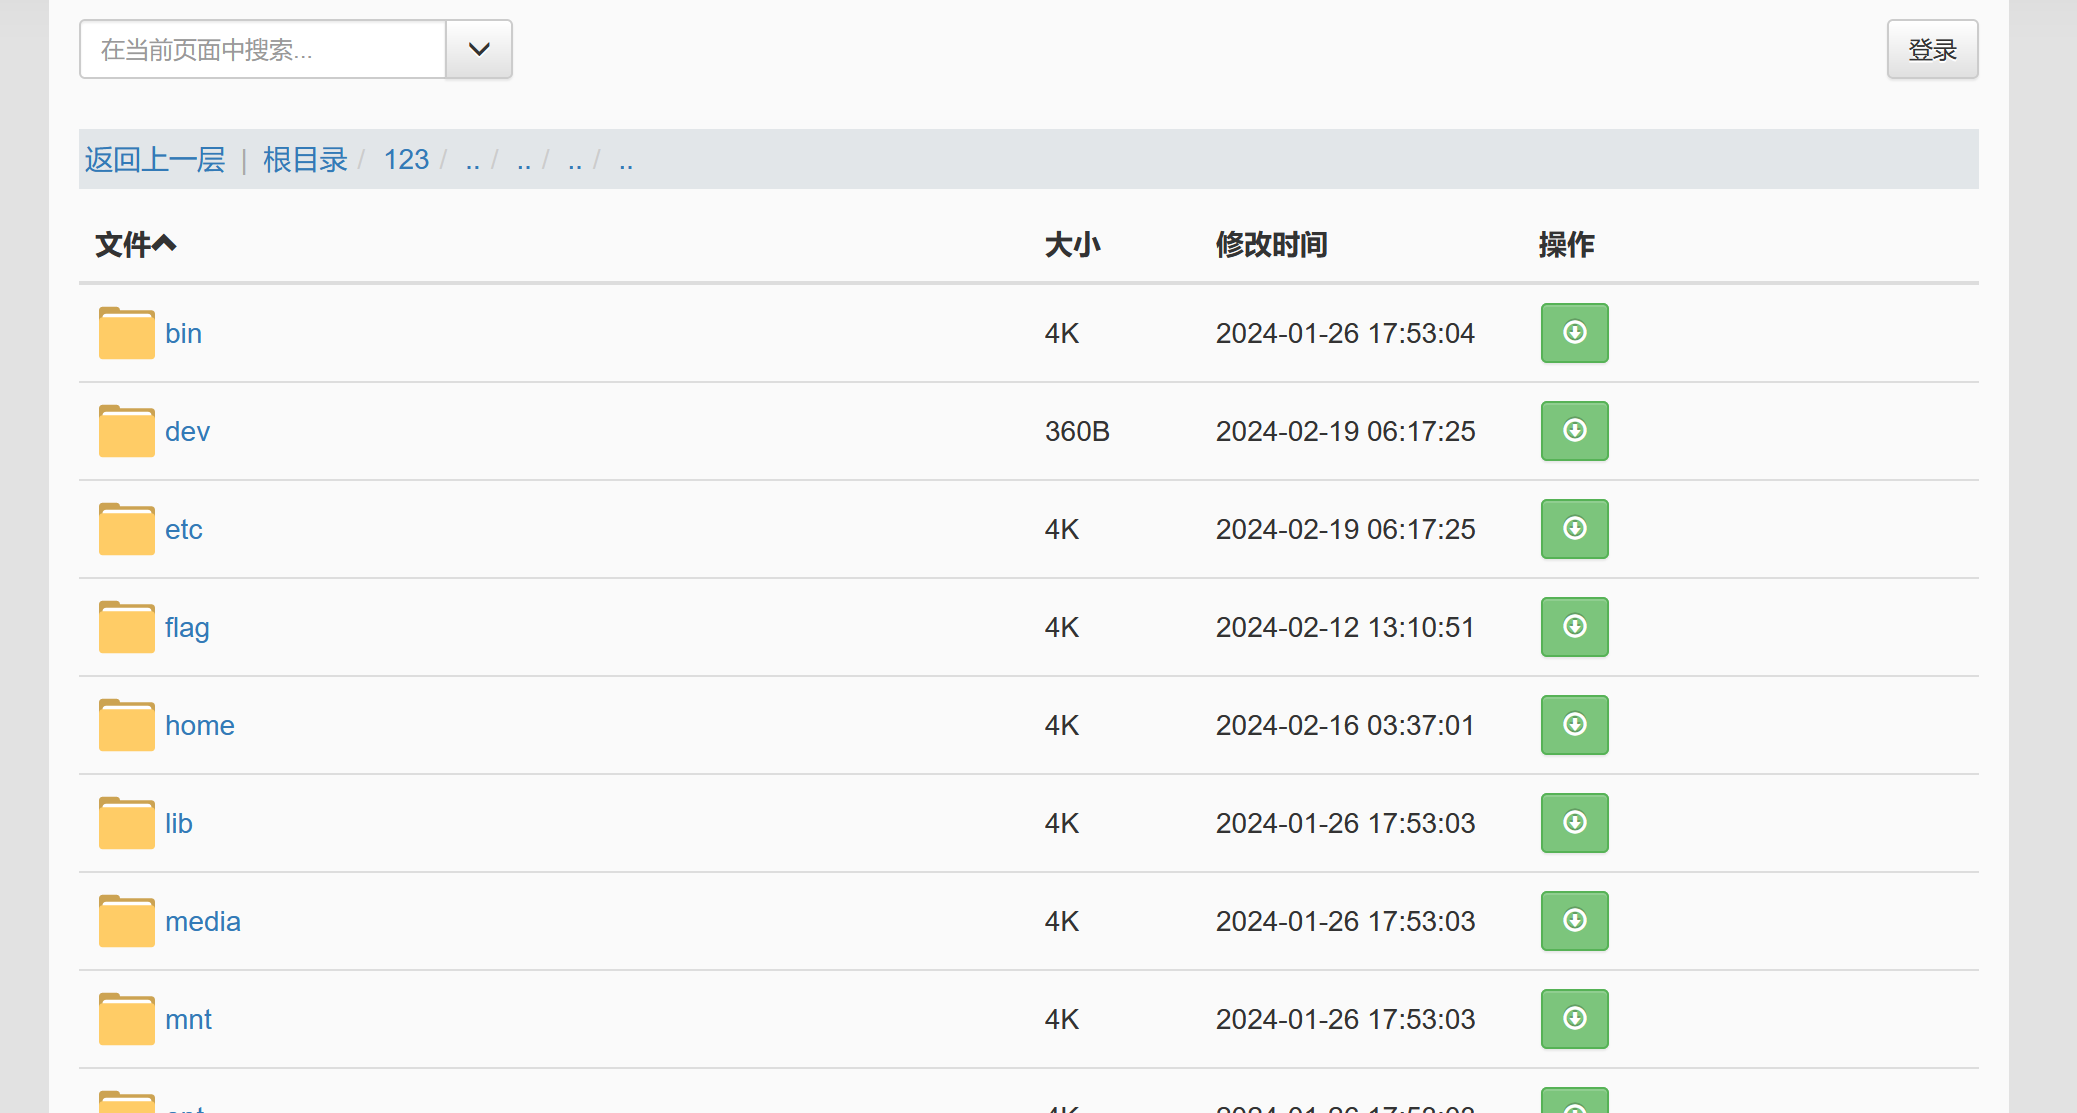 在当前页面中搜索...
登录
返回上一层 | 根目录 / 123 / .. / .. / .. / ..
文件 大小 修改时间 操作
bin 4K 2024-01-26 17:53:04
dev 360B 2024-02-19 06:17:25
etc 4K 2024-02-19 06:17:25
flag 4K 2024-02-12 13:10:51
home 4K 2024-02-16 03:37:01
lib 4K 2024-01-26 17:53:03
media 4K 2024-01-26 17:53:03
mnt 4K 2024-01-26 17:53:03